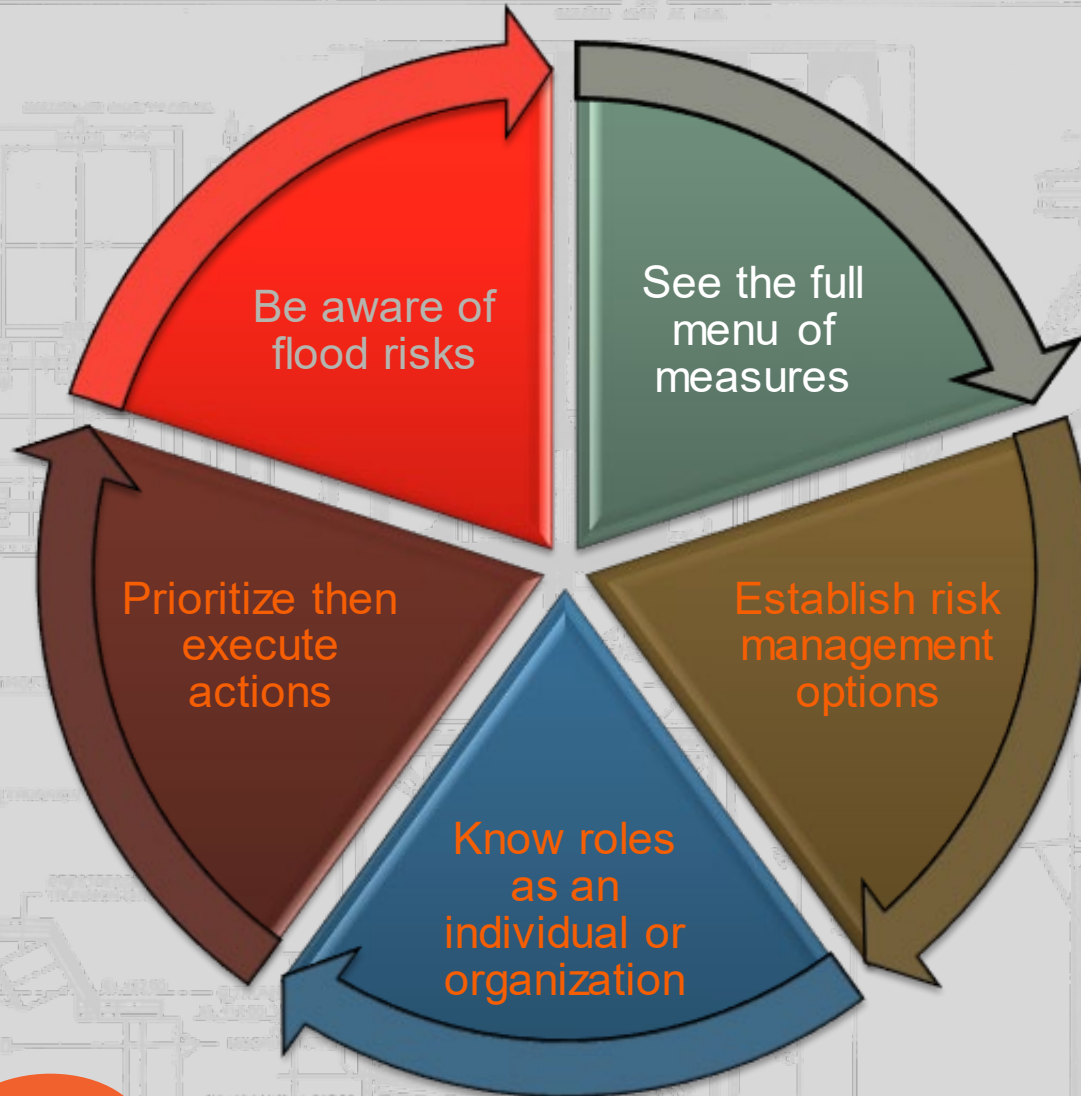 Be aware of
flood risks
See the full
menu of
measures
Establish risk
management
options
Know roles
as an
individual or
organization
Prioritize then
execute
actions